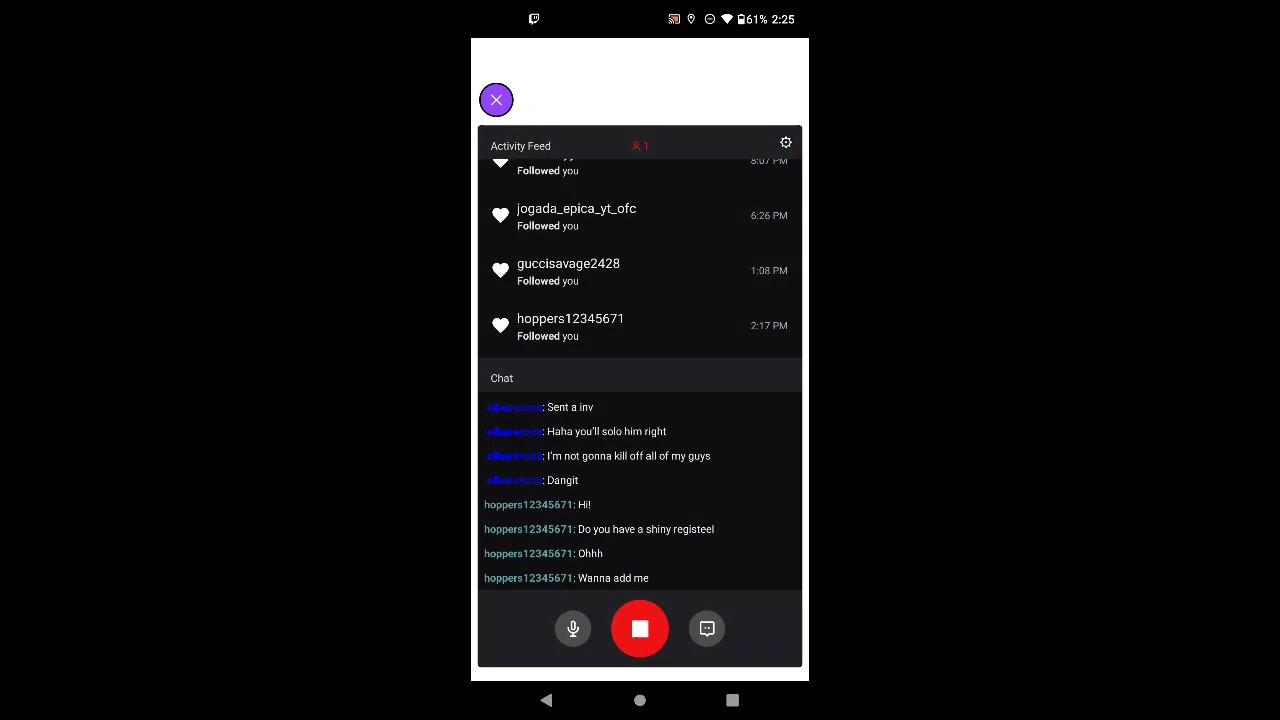 61% 2:25
Activity Feed 1
8:07 PM
Followed you
jogada_epica_yt_ofc
6:26 PM
Followed you
guccisavage2428
1:08 PM
Followed you
hoppers12345671
2:17 PM
Followed you
Chat
: Sent a inv
: Haha you'll solo him right
: I'm not gonna kill off all of my guys
: Dangit
hoppers12345671: Hi!
hoppers12345671: Do you have a shiny registeel
hoppers12345671: Ohhh
hoppers12345671: Wanna add me